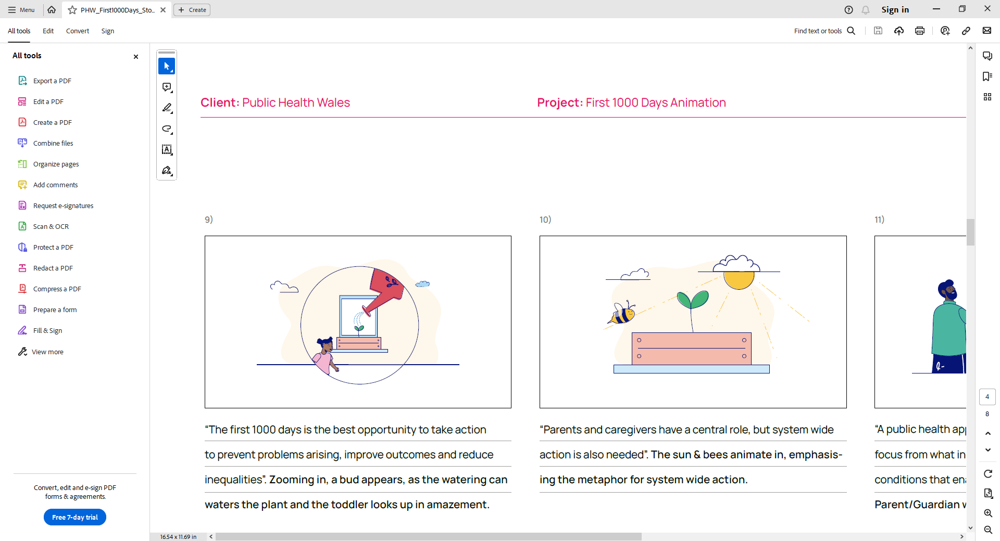 Menu
PHW_First1000Days_Sto...
Create
Sign in
All tools
Edit
Convert
Sign
Find text or tools
All tools
Export a PDF
Edit a PDF
Create a PDF
Combine files
Organize pages
Add comments
Request e-signatures
Scan & OCR
Protect a PDF
Redact a PDF
Compress a PDF
Prepare a form
Fill & Sign
View more
Convert, edit and e-sign PDF
forms & agreements.
Free 7-day trial
Client: Public Health Wales
Project: First 1000 Days Animation
9)
“The first 1000 days is the best opportunity to take action
to prevent problems arising, improve outcomes and reduce
inequalities”. Zooming in, a bud appears, as the watering can
waters the plant and the toddler looks up in amazement.
10)
“Parents and caregivers have a central role, but system wide
action is also needed”. The sun & bees animate in, emphasis-
ing the metaphor for system wide action.
11)
“A public health
focus from what in
conditions that
Parent/Guardian
4
8
16.54 x 11.69 in